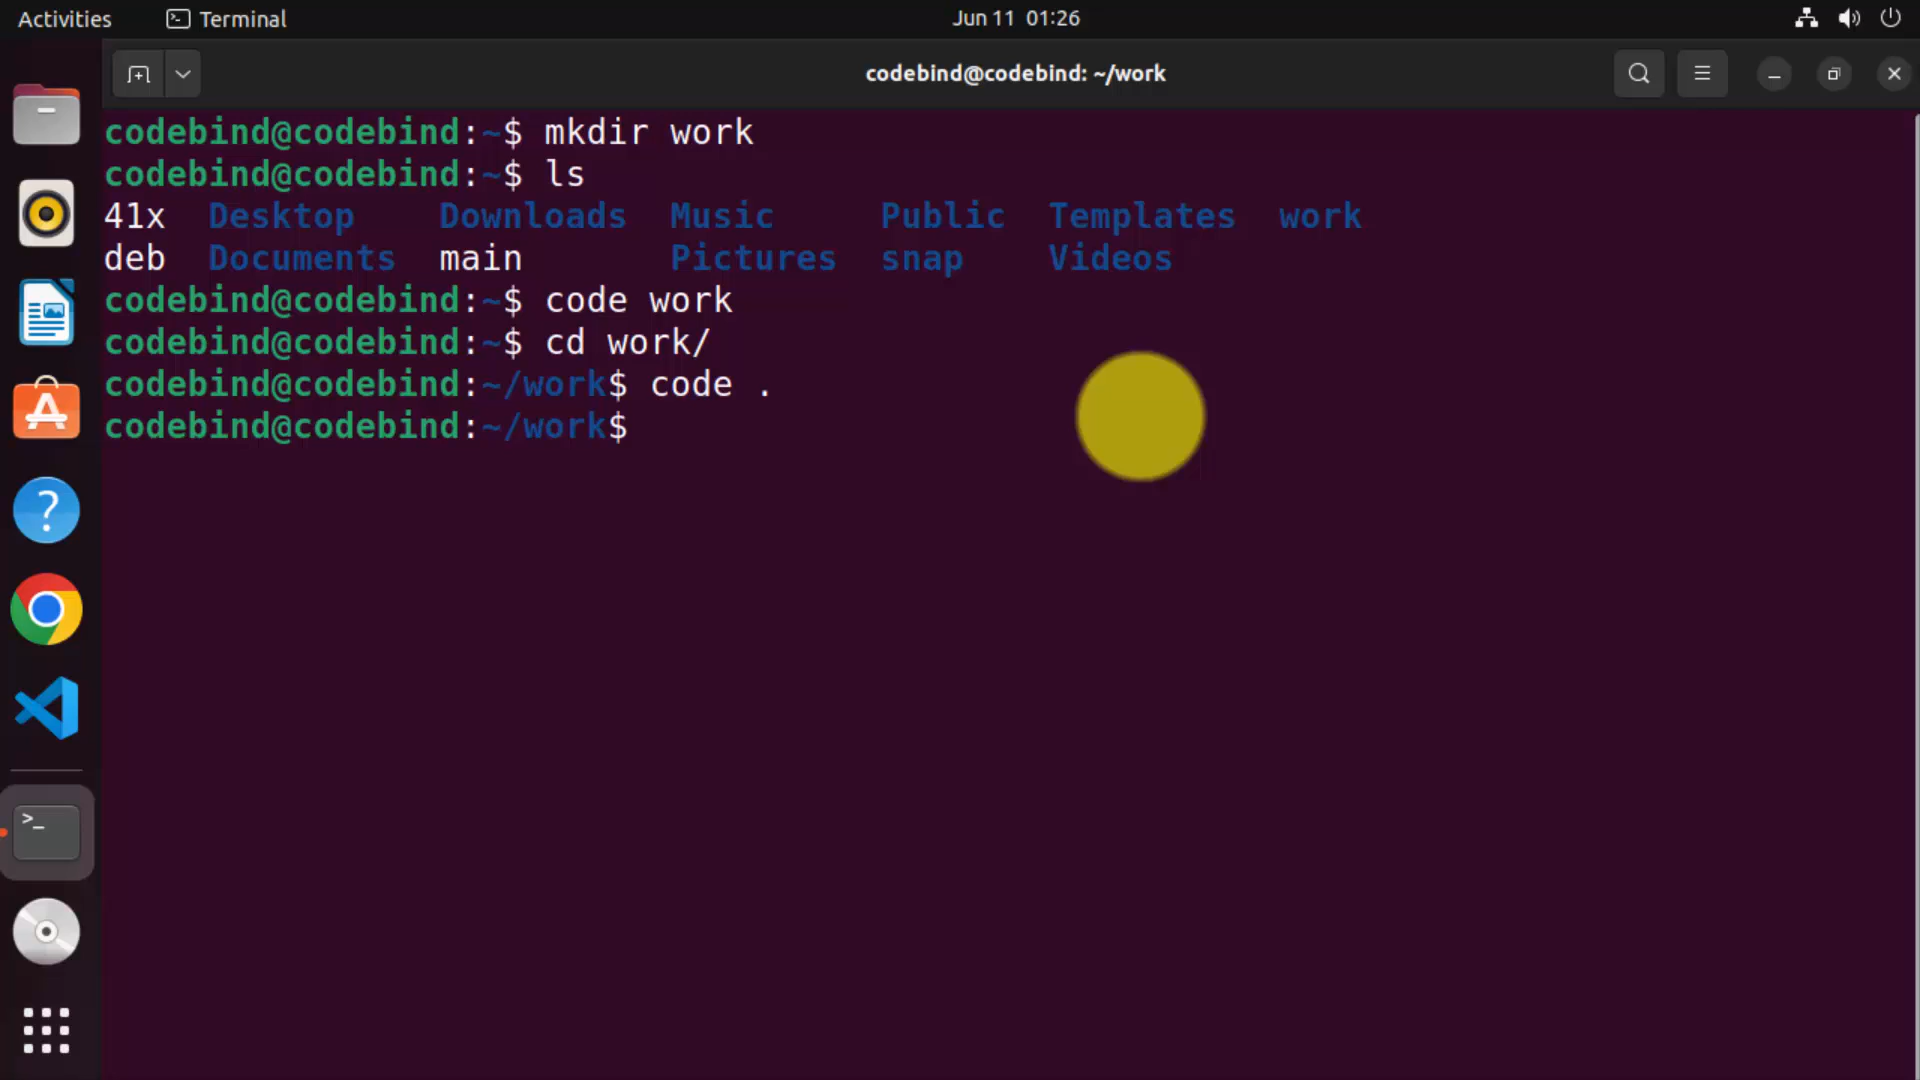 Activities Terminal Jun 11 01:26
codebind@codebind: ~/work
codebind@codebind:~$ mkdir work
codebind@codebind:~$ ls
41x Desktop Downloads Music Public Templates work
deb Documents main Pictures snap Videos
codebind@codebind:~$ code work
codebind@codebind:~$ cd work/
codebind@codebind:~/work$ code .
codebind@codebind:~/work$